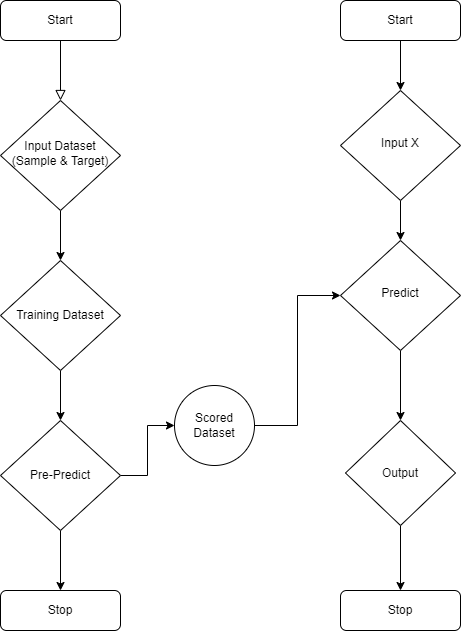 Start
Input Dataset
(Sample & Target)
Training Dataset
Pre-Predict
Stop
Scored
Dataset
Start
Input X
Predict
Output
Stop